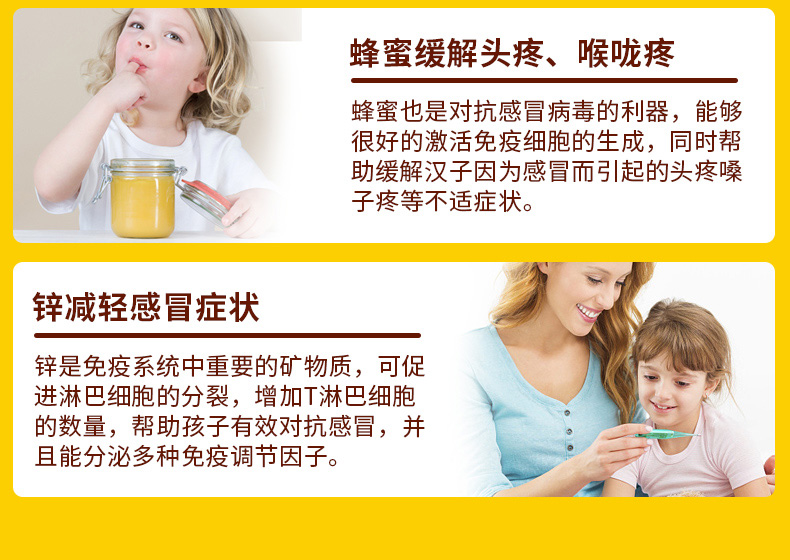 蜂蜜缓解头疼、喉咙疼
蜂蜜也是对抗感冒病毒的利器，能够
很好的激活免疫细胞的生成，同时帮
助缓解汉子因为感冒而引起的头疼嗓
子疼等不适症状。
锌减轻感冒症状
锌是免疫系统中重要的矿物质，可促
进淋巴细胞的分裂，增加T淋巴细胞
的数量，帮助孩子有效对抗感冒，并
且能分泌多种免疫调节因子。